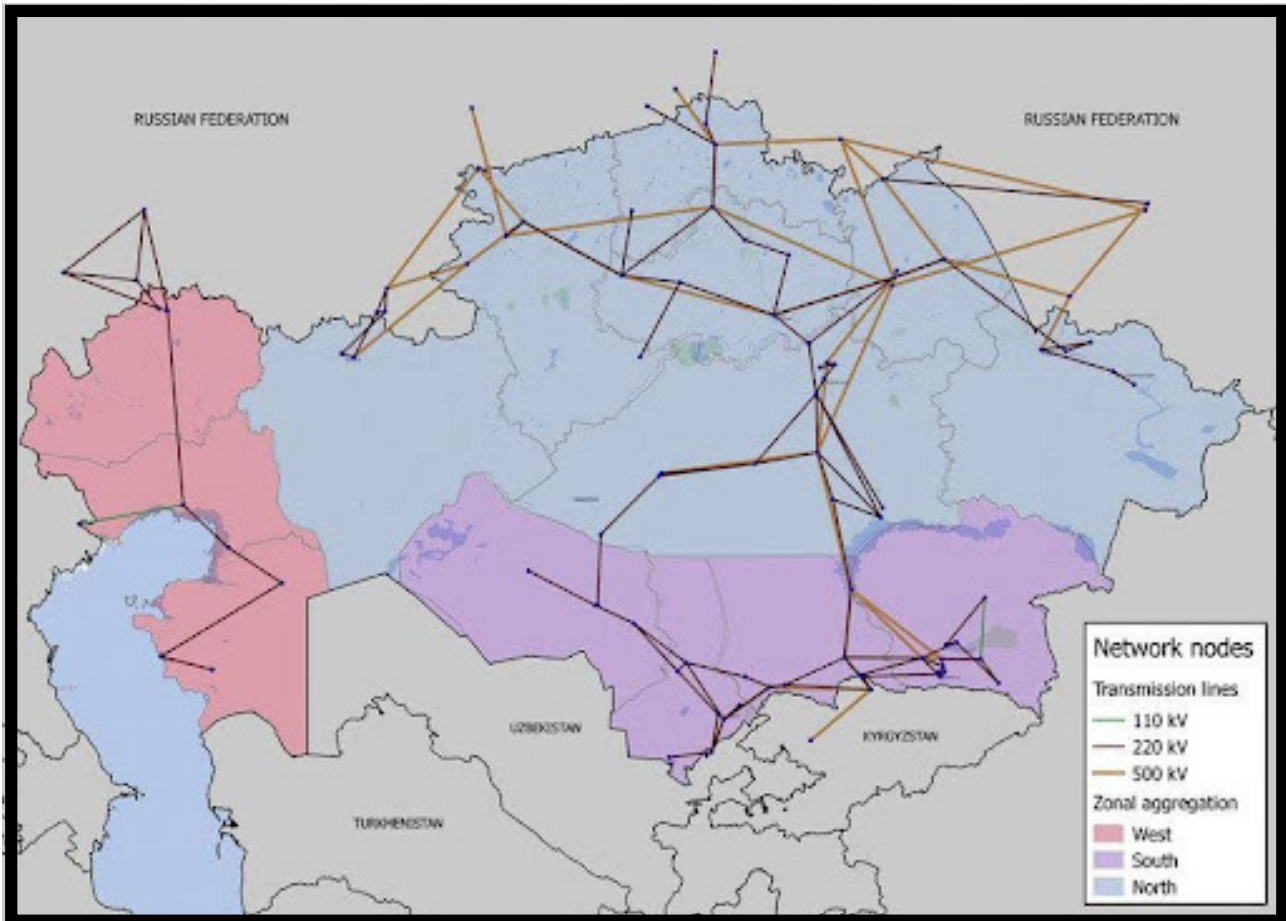 RUSSIAN FEDERATION
RUSSIAN FEDERATION
UZBEKISTAN
KYRGYZSTAN
TURKMENISTAN
Network nodes
Transmission lines
110 kV
220 kV
500 kV
Zonal aggregation
West
South
North